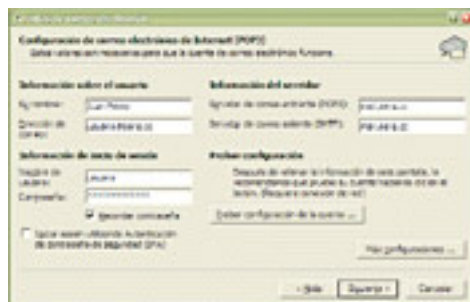 Configuración de correo electrónico de Internet (POP3)
Estos valores son necesarios para que la cuenta de correo electrónico funcione.
Información sobre el usuario
Su nombre:
Dirección de correo:
Información del servidor
Servidor de correo entrante (POP3):
Servidor de correo saliente (SMTP):
Información de inicio de sesión
Nombre de usuario:
Contraseña:
Recordar contraseña
Iniciar sesión utilizando Autenticación
de contraseña de seguridad (SPA)
Probar configuración
Después de rellenar la información de esta pantalla, le
recomendamos que pruebe su cuenta haciendo clic en el
botón. (Requiere conexión de red)
Probar configuración de la cuenta ...
Más configuraciones ...
< Atrás
Siguiente >
Cancelar